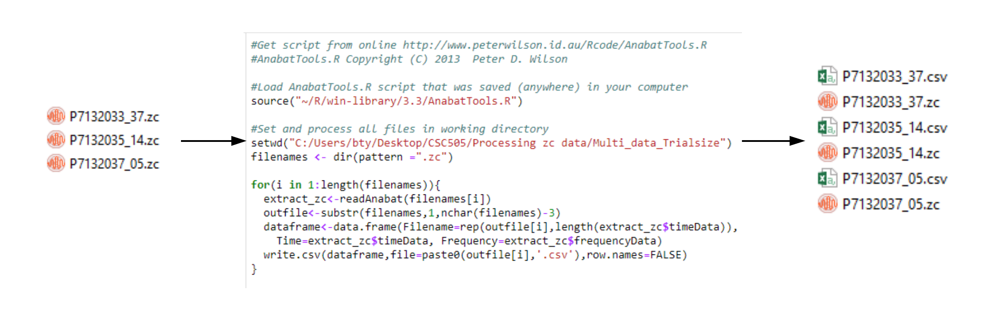 P7132033_37.zc
P7132035_14.zc
P7132037_05.zc
#Get script from online http://www.peterwilson.id.au/Rcode/AnabatTools.R
#AnabatTools.R Copyright (C) 2013  Peter D. Wilson
#Load AnabatTools.R script that was saved (anywhere) in your computer
source("~/R/win-library/3.3/AnabatTools.R")
#Set and process all files in working directory
setwd("C:/Users/bty/Desktop/CSC505/Processing zc data/Multi_data_Trialsize")
filenames <- dir(pattern =".zc")
for(i in 1:length(filenames)){
  extract_zc<-readAnabat(filenames[i])
  outfile<-substr(filenames,1,nchar(filenames)-3)
  dataframe<-data.frame(Filename=rep(outfile[i],length(extract_zc$timeData)),
    Time=extract_zc$timeData, Frequency=extract_zc$frequencyData)
  write.csv(dataframe,file=paste0(outfile[i],'.csv'),row.names=FALSE)
}
P7132033_37.csv
P7132033_37.zc
P7132035_14.csv
P7132035_14.zc
P7132037_05.csv
P7132037_05.zc